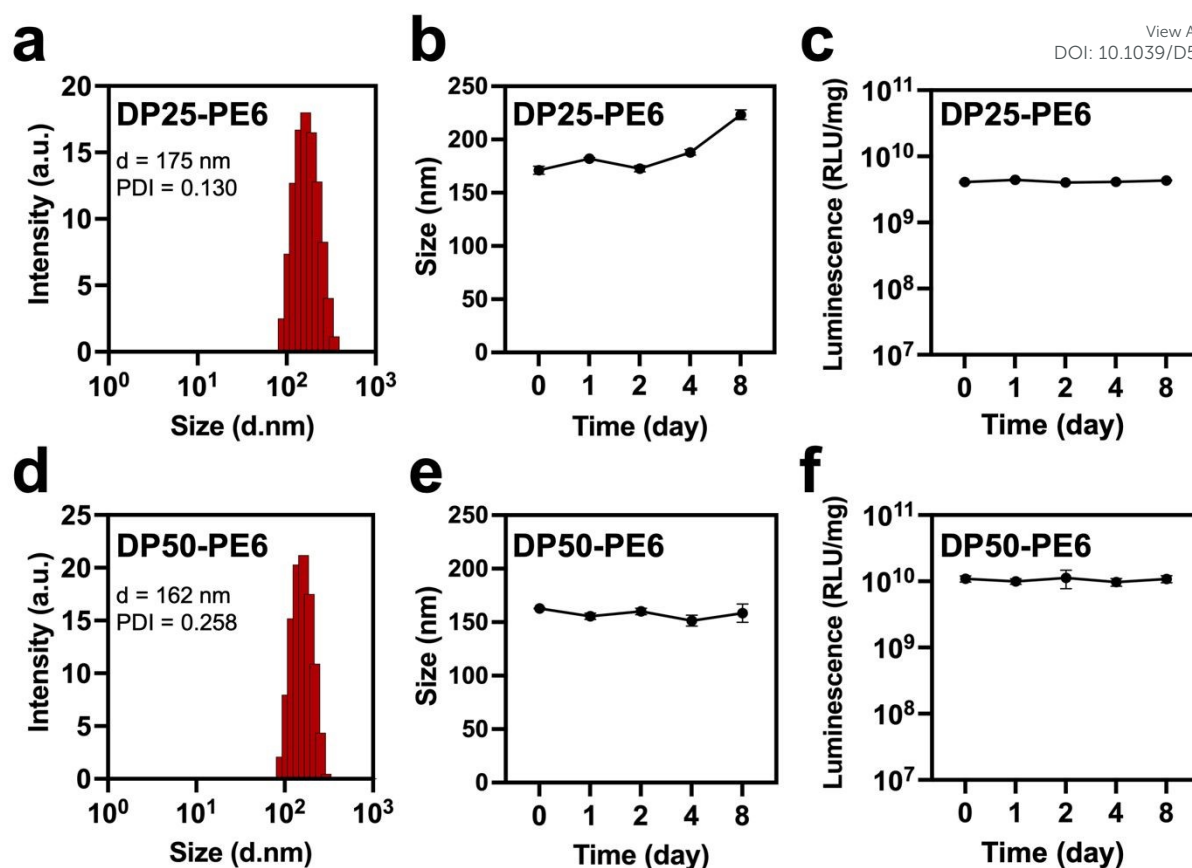 a
b
c
View A
DOI: 10.1039/D5
DP25-PE6
d = 175 nm
PDI = 0.130
Intensity (a.u.)
20
15
10
5
0
10⁰ 10¹ 10² 10³
Size (d.nm)
DP25-PE6
Size (nm)
250
200
150
100
50
0
0 1 2 4 8
Time (day)
DP25-PE6
Luminescence (RLU/mg)
10¹¹
10¹⁰
10⁹
10⁸
10⁷
0 1 2 4 8
Time (day)
d
e
f
DP50-PE6
d = 162 nm
PDI = 0.258
Intensity (a.u.)
25
20
15
10
5
0
10⁰ 10¹ 10² 10³
Size (d.nm)
DP50-PE6
Size (nm)
250
200
150
100
50
0
0 1 2 4 8
Time (day)
DP50-PE6
Luminescence (RLU/mg)
10¹¹
10¹⁰
10⁹
10⁸
10⁷
0 1 2 4 8
Time (day)